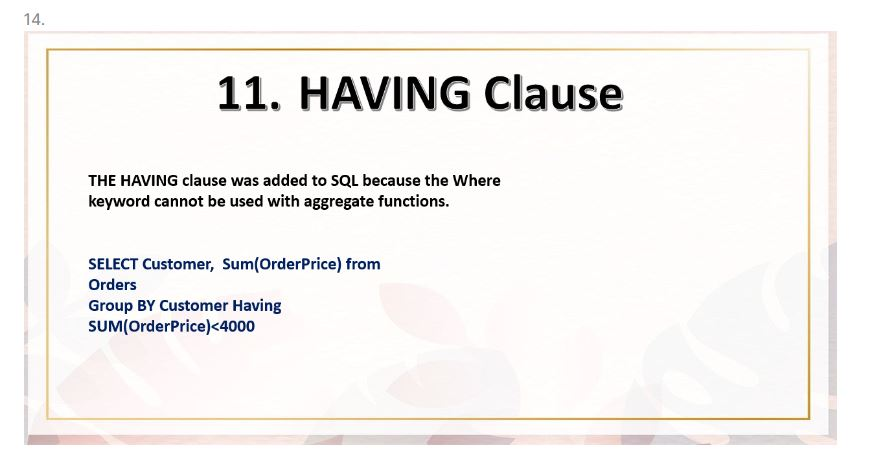 14.
11. HAVING Clause
THE HAVING clause was added to SQL because the Where
keyword cannot be used with aggregate functions.
SELECT Customer, Sum(OrderPrice) from
Orders
Group BY Customer Having
SUM(OrderPrice)<4000